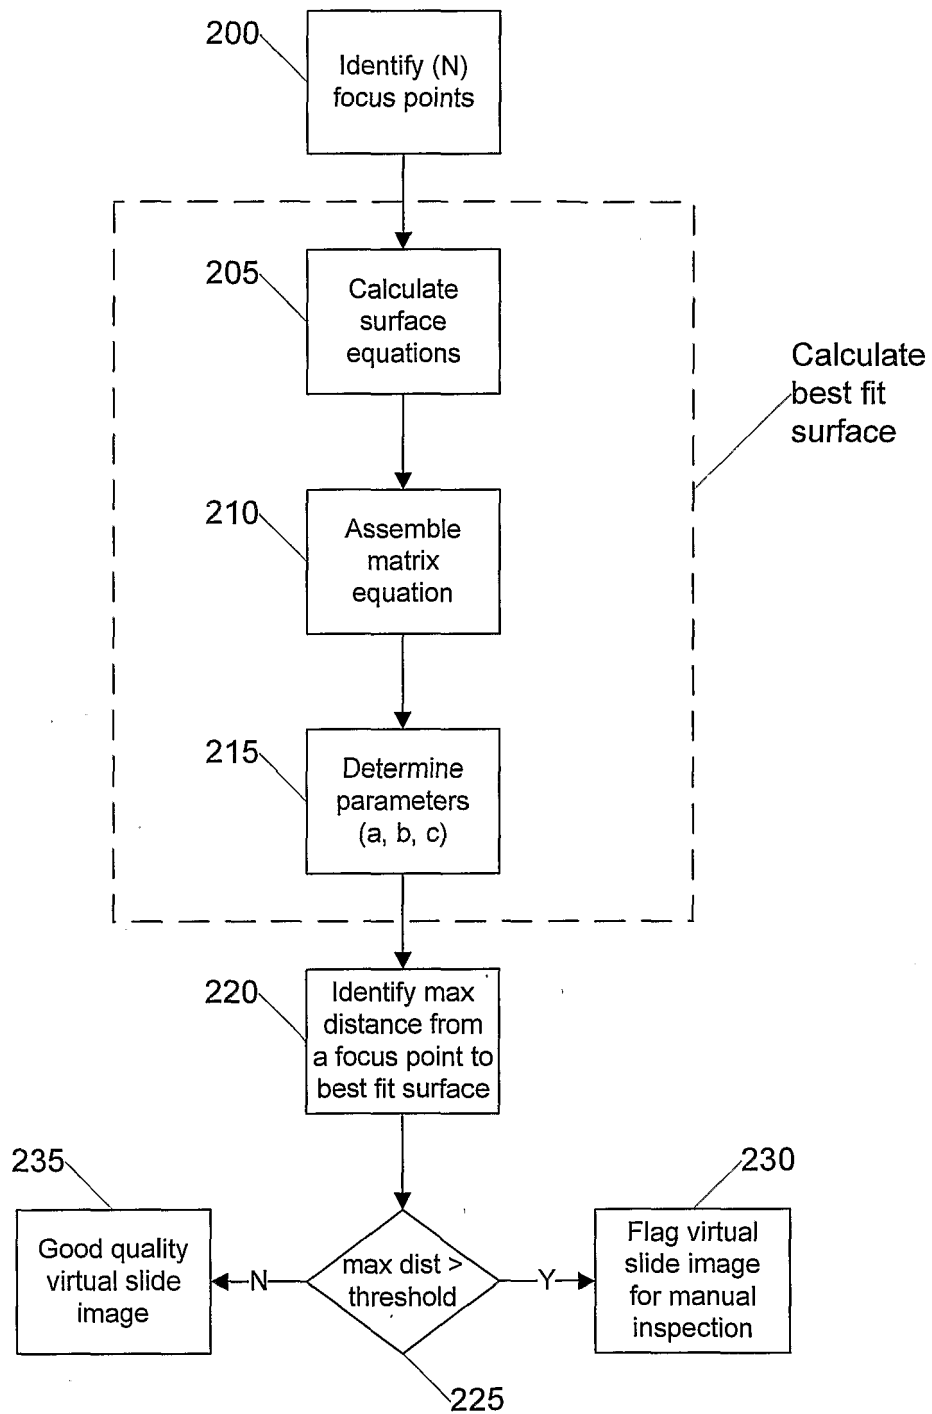 200
Identify (N)
focus points
205
Calculate
surface
equations
Calculate
best fit
surface
210
Assemble
matrix
equation
215
Determine
parameters
(a, b, c)
220
Identify max
distance from
a focus point to
best fit surface
235
230
Good quality
virtual slide
image
N
max dist >
threshold
Y
Flag virtual
slide image
for manual
inspection
225